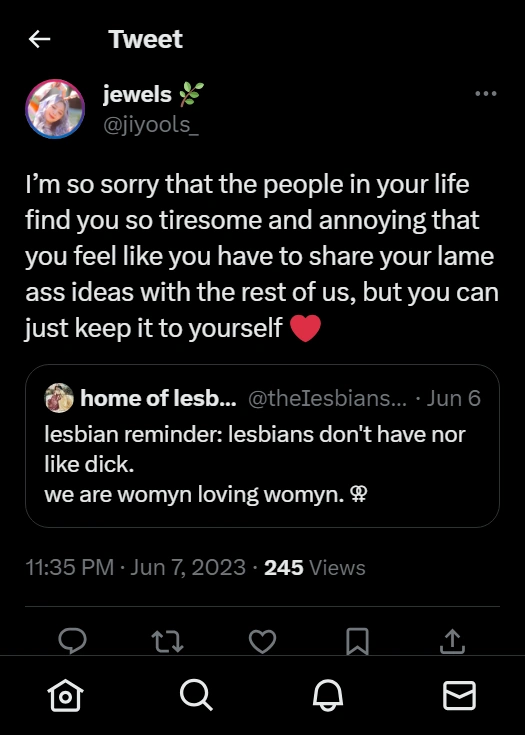 Tweet
jewels 🌿
@jiyools_
I'm so sorry that the people in your life
find you so tiresome and annoying that
you feel like you have to share your lame
ass ideas with the rest of us, but you can
just keep it to yourself ❤️
home of lesb... @theIesbians... · Jun 6
lesbian reminder: lesbians don't have nor
like dick.
we are womyn loving womyn. ⚢
11:35 PM · Jun 7, 2023 · 245 Views